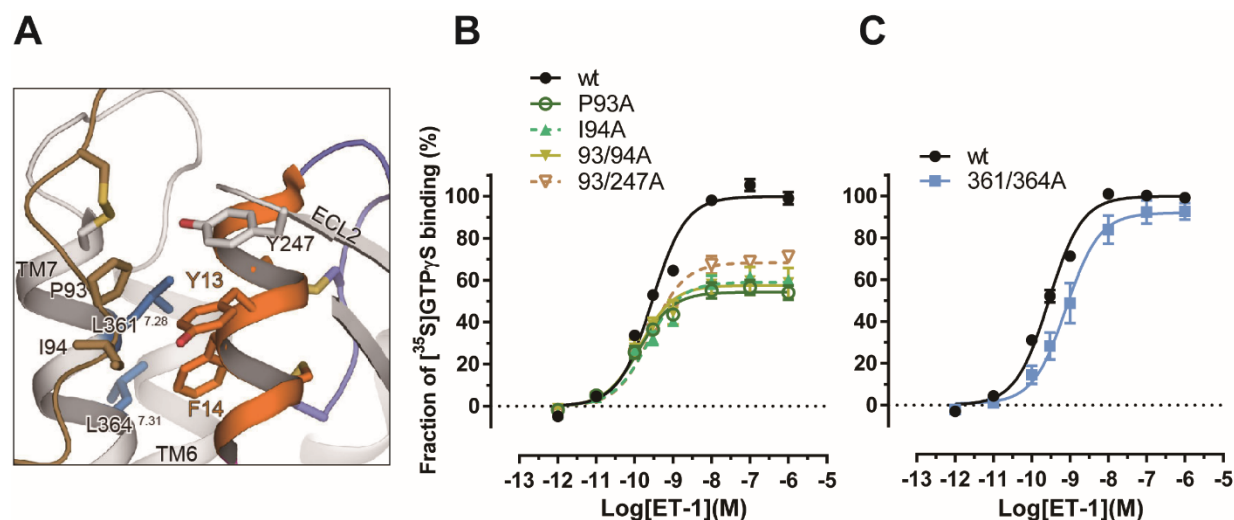 A
B
C
TM7
P93
L361 7.28
I94
L364 7.31
TM6
Y247
ECL2
Y13
F14
wt
P93A
I94A
93/94A
93/247A
Fraction of [35S]GTPγS binding (%)
100
80
60
40
20
0
-13 -12 -11 -10 -9 -8 -7 -6 -5
Log[ET-1](M)
wt
361/364A
100
80
60
40
20
0
-13 -12 -11 -10 -9 -8 -7 -6 -5
Log[ET-1](M)